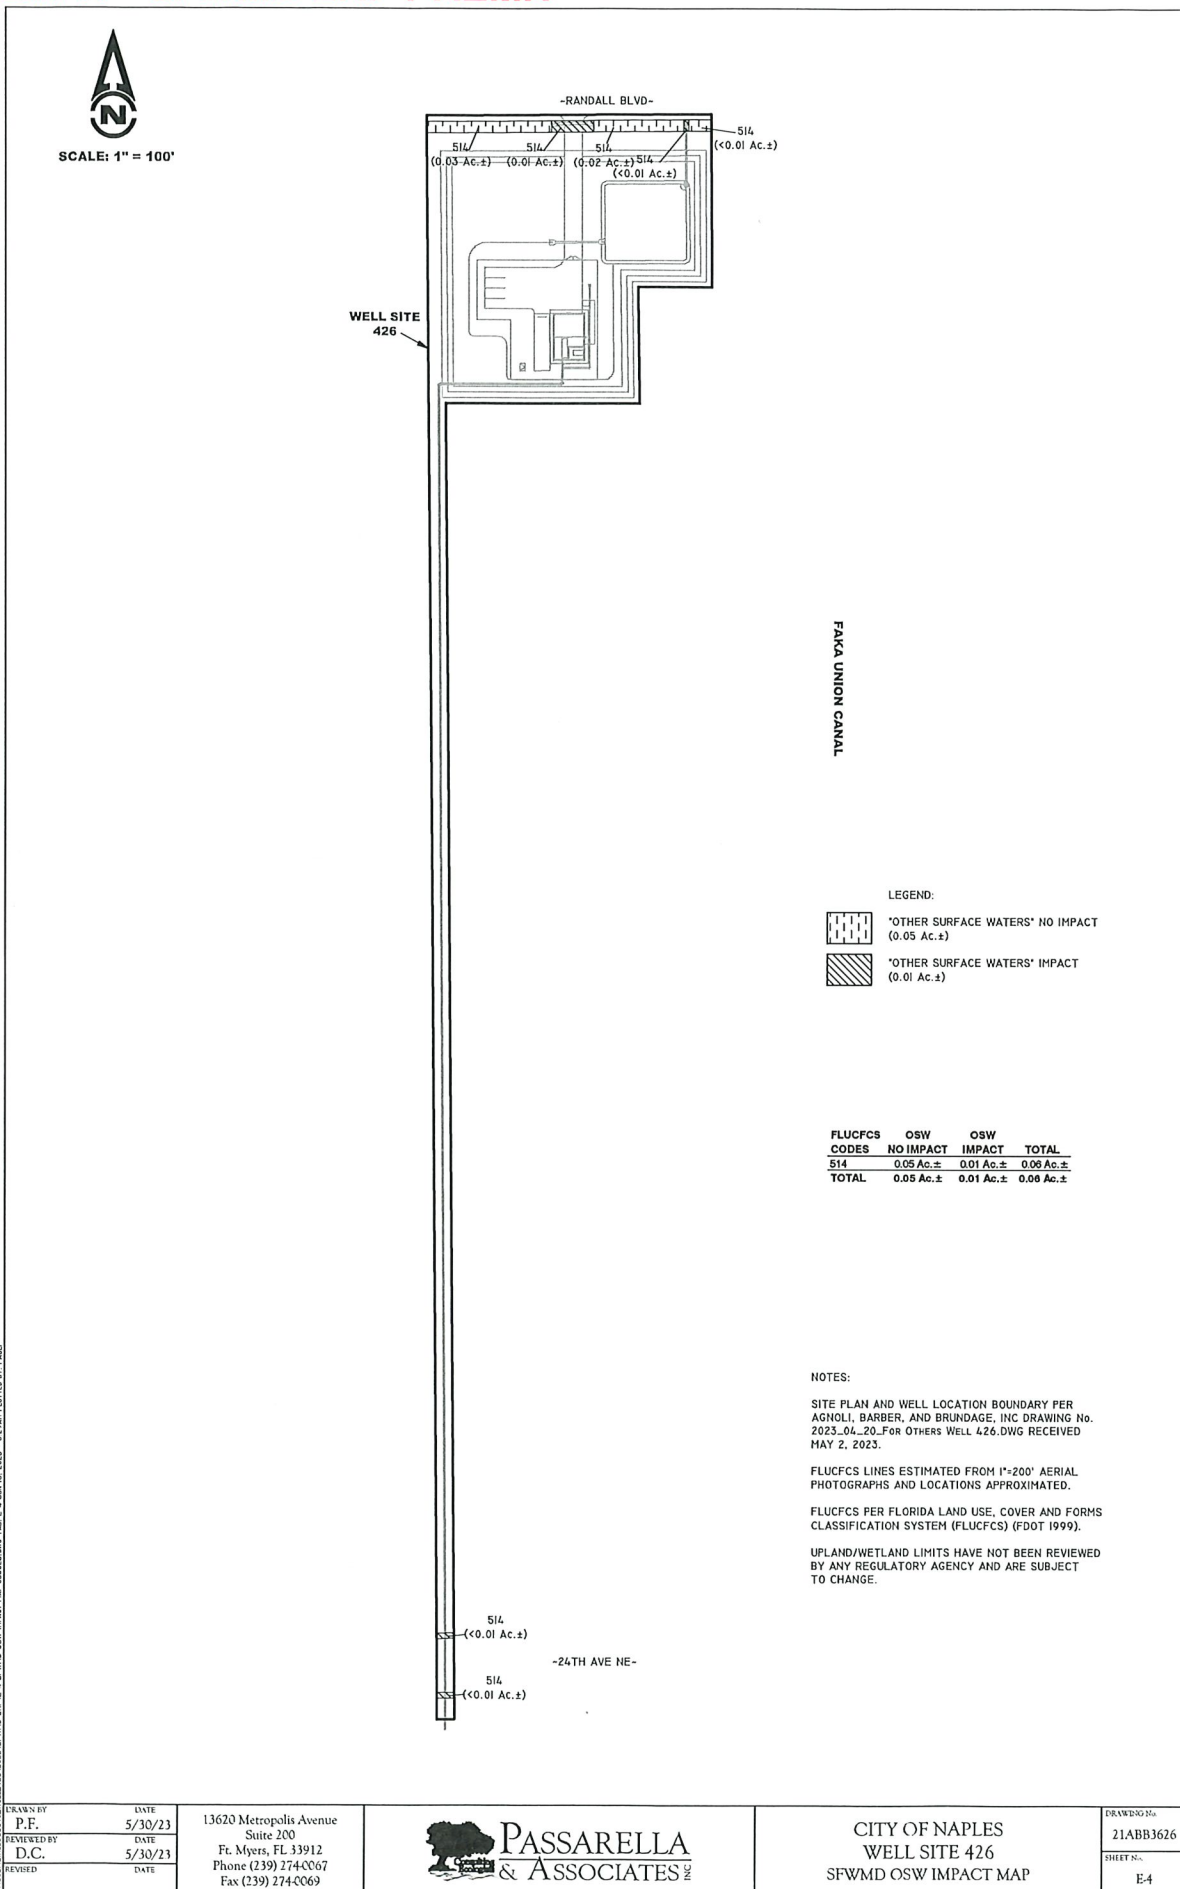 N
SCALE: 1" = 100'
-RANDALL BLVD-
514
(0.03 Ac.±)
514
(0.01 Ac.±)
514
(0.02 Ac.±)
514
(<0.01 Ac.±)
514
(<0.01 Ac.±)
WELL SITE
426
FAKA UNION CANAL
LEGEND:
"OTHER SURFACE WATERS" NO IMPACT
(0.05 Ac.±)
"OTHER SURFACE WATERS" IMPACT
(0.01 Ac.±)
FLUCFCS OSW OSW
CODES NO IMPACT IMPACT TOTAL
514 0.05 Ac.± 0.01 Ac.± 0.06 Ac.±
TOTAL 0.05 Ac.± 0.01 Ac.± 0.06 Ac.±
NOTES:
SITE PLAN AND WELL LOCATION BOUNDARY PER
AGNOLI, BARBER, AND BRUNDAGE, INC DRAWING No.
2023_04_20_FOR OTHERS WELL 426.DWG RECEIVED
MAY 2, 2023.
FLUCFCS LINES ESTIMATED FROM 1"=200' AERIAL
PHOTOGRAPHS AND LOCATIONS APPROXIMATED.
FLUCFCS PER FLORIDA LAND USE, COVER AND FORMS
CLASSIFICATION SYSTEM (FLUCFCS) (FDOT 1999).
UPLAND/WETLAND LIMITS HAVE NOT BEEN REVIEWED
BY ANY REGULATORY AGENCY AND ARE SUBJECT
TO CHANGE.
514
(<0.01 Ac.±)
-24TH AVE NE-
514
(<0.01 Ac.±)
DRAWN BY DATE
P.F. 5/30/23
REVIEWED BY DATE
D.C. 5/30/23
REVISED DATE
13620 Metropolis Avenue
Suite 200
Ft. Myers, FL 33912
Phone (239) 274-0067
Fax (239) 274-0069
Consulting
Ecologists
PASSARELLA
& ASSOCIATES INC
CITY OF NAPLES
WELL SITE 426
SFWMD OSW IMPACT MAP
DRAWING No.
21ABB3626
SHEET No.
E-4